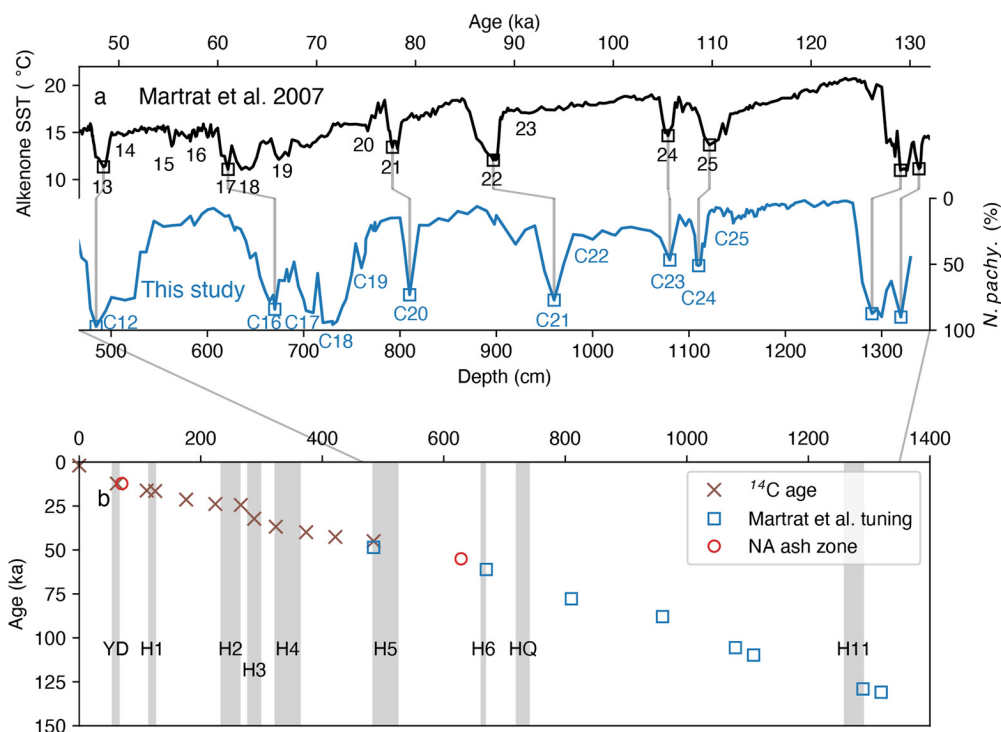 Age (ka)
50 60 70 80 90 100 110 120 130
a Martrat et al. 2007
Alkenone SST ( °C)
20
15
10
13 14 15 16 17 18 19 20 21 22 23 24 25
0
50
100
N. pachy. (%)
This study
C12 C16 C17 C18 C19 C20 C21 C22 C23 C24 C25
500 600 700 800 900 1000 1100 1200 1300
Depth (cm)
0 200 400 600 800 1000 1200 1400
b
Age (ka)
0
25
50
75
100
125
150
¹⁴C age
Martrat et al. tuning
NA ash zone
YD H1 H2 H3 H4 H5 H6 HQ H11